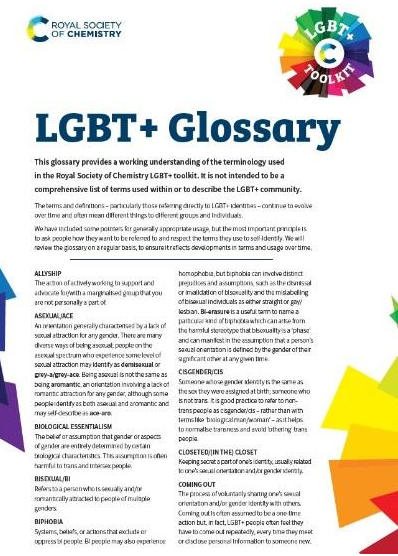 ROYAL SOCIETY
OF CHEMISTRY
LGBT+
C
TOOLKIT
LGBT+ Glossary
This glossary provides a working understanding of the terminology used
in the Royal Society of Chemistry LGBT+ toolkit. It is not intended to be a
comprehensive list of terms used within or to describe the LGBT+ community.
The terms and definitions – particularly those referring directly to LGBT+ identities – continue to evolve
over time and often mean different things to different groups and individuals.
We have included some pointers for generally appropriate usage, but the most important principle is
to ask people how they want to be referred to and respect the terms they use to self-identify. We will
review the glossary on a regular basis, to ensure it reflects developments in terms and usage over time.
ALLYSHIP
The action of actively working to support and
advocate for/with a marginalised group that you
are not personally a part of.
ASEXUAL/ACE
An orientation generally characterised by a lack of
sexual attraction for any gender. There are many
diverse ways of being asexual; people on the
asexual spectrum who experience some level of
sexual attraction may identify as demisexual or
grey-a/grey-ace. Being asexual is not the same as
being aromantic, an orientation involving a lack of
romantic attraction for any gender, although some
people identify as both asexual and aromantic and
may self-describe as ace-aro.
BIOLOGICAL ESSENTIALISM
The belief or assumption that gender or aspects
of gender are entirely determined by certain
biological characteristics. This assumption is often
harmful to trans and intersex people.
BISEXUAL/BI
Refers to a person who is sexually and/or
romantically attracted to people of multiple
genders.
BIPHOBIA
Systems, beliefs, or actions that exclude or
oppress bi people. Bi people may also experience
homophobia, but biphobia can involve distinct
prejudices and assumptions, such as the dismissal
or invalidation of bisexuality and the mislabelling
of bisexual individuals as either straight or gay/
lesbian. Bi-erasure is a useful term to name a
particular kind of biphobia which can arise from
the harmful stereotype that bisexuality is a 'phase'
and can manifest in the assumption that a person's
sexual orientation is defined by the gender of their
significant other at any given time.
CISGENDER/CIS
Someone whose gender identity is the same as
the sex they were assigned at birth; someone who
is not trans. It is good practice to refer to non-
trans people as cisgender/cis – rather than with
terms like 'biological man/woman' – as it helps
to normalise transness and avoid 'othering' trans
people.
CLOSETED/(IN THE) CLOSET
Keeping secret a part of one's identity, usually related
to one's sexual orientation and/or gender identity.
COMING OUT
The process of voluntarily sharing one's sexual
orientation and/or gender identity with others.
Coming out is often assumed to be a one-time
action but, in fact, LGBT+ people often feel they
have to come out repeatedly, every time they meet
or disclose personal information to someone new.